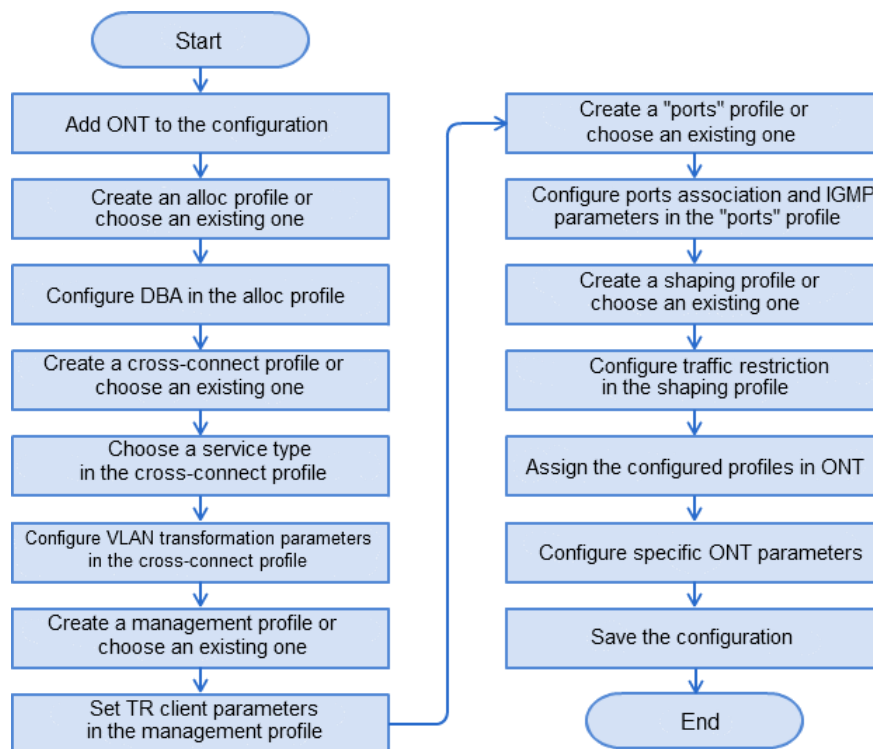 Start
Add ONT to the configuration
Create an alloc profile or
choose an existing one
Configure DBA in the alloc profile
Create a cross-connect profile or
choose an existing one
Choose a service type
in the cross-connect profile
Configure VLAN transformation parameters
in the cross-connect profile
Create a management profile or
choose an existing one
Set TR client parameters
in the management profile
Create a "ports" profile or
choose an existing one
Configure ports association and IGMP
parameters in the "ports" profile
Create a shaping profile or
choose an existing one
Configure traffic restriction
in the shaping profile
Assign the configured profiles in ONT
Configure specific ONT parameters
Save the configuration
End